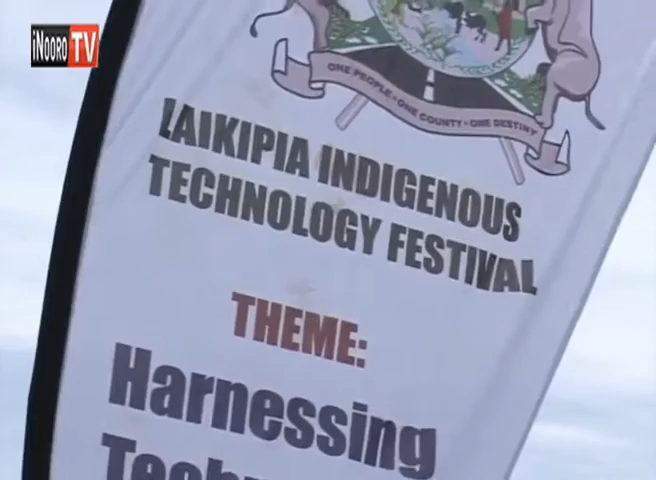 iNOORO TV
ONE PEOPLE • ONE COUNTY • ONE DESTINY
LAIKIPIA INDIGENOUS
TECHNOLOGY FESTIVAL
THEME:
Harnessing